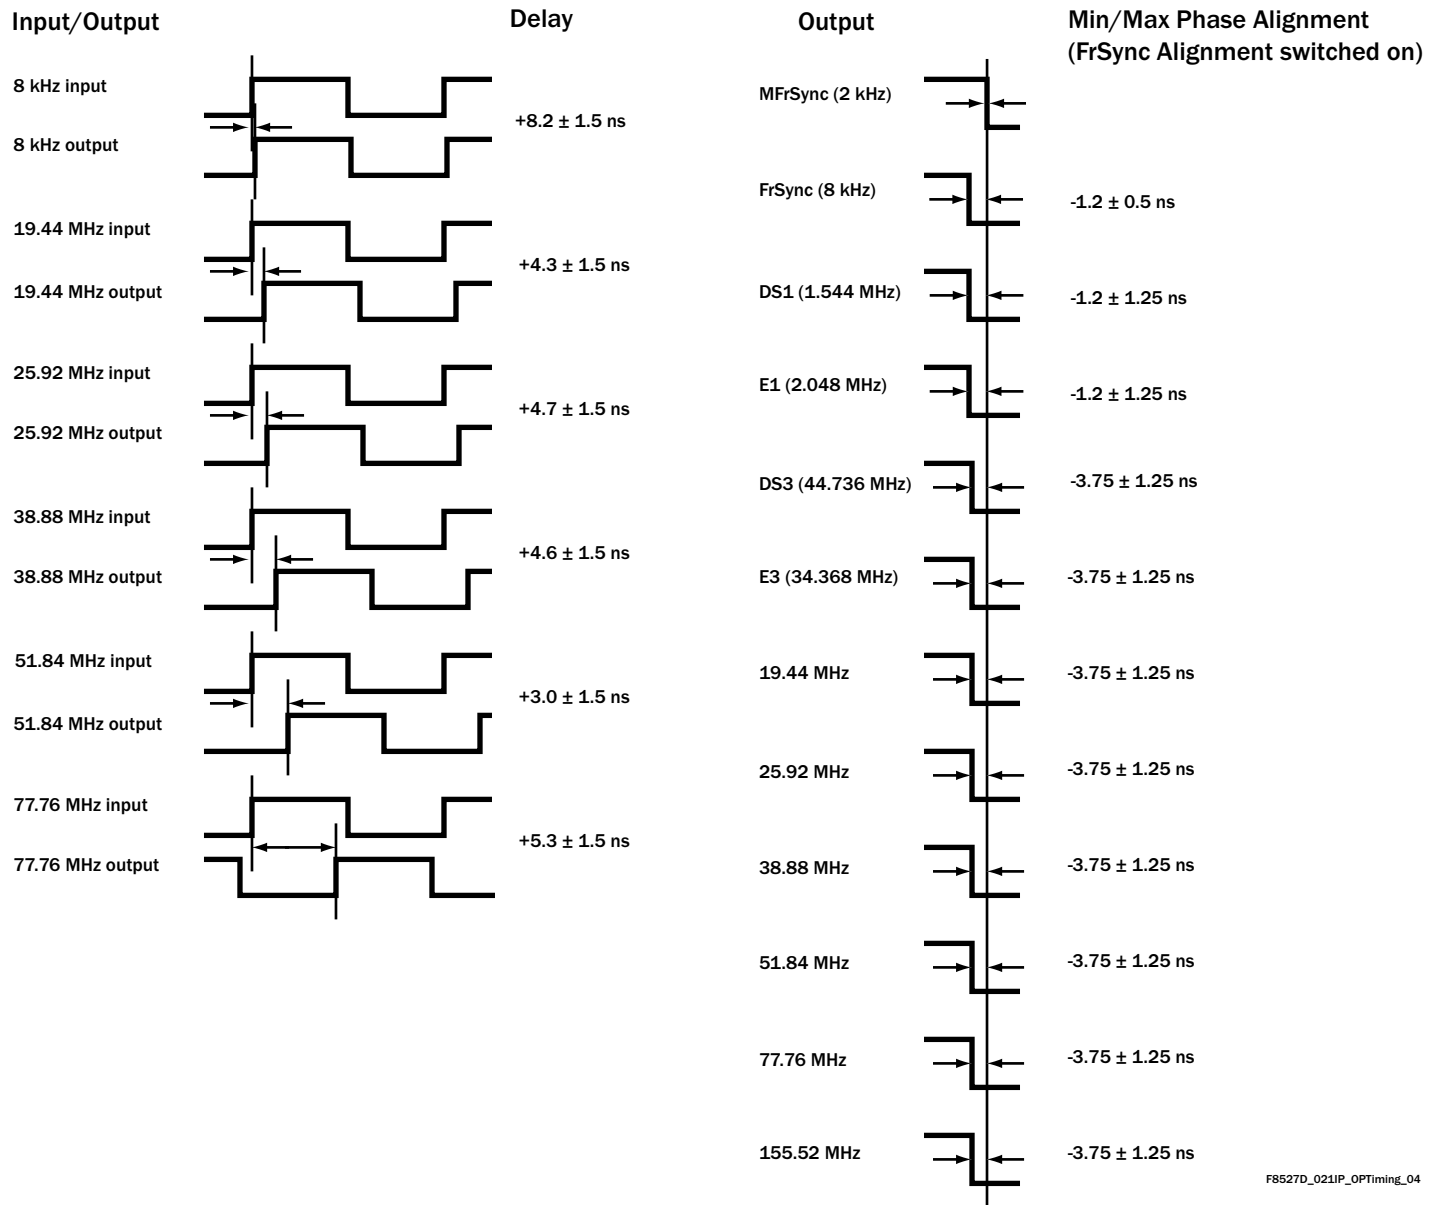 Input/Output
Delay
8 kHz input
8 kHz output
+8.2 ± 1.5 ns
19.44 MHz input
19.44 MHz output
+4.3 ± 1.5 ns
25.92 MHz input
25.92 MHz output
+4.7 ± 1.5 ns
38.88 MHz input
38.88 MHz output
+4.6 ± 1.5 ns
51.84 MHz input
51.84 MHz output
+3.0 ± 1.5 ns
77.76 MHz input
77.76 MHz output
+5.3 ± 1.5 ns
Output
Min/Max Phase Alignment
(FrSync Alignment switched on)
MFrSync (2 kHz)
FrSync (8 kHz)
-1.2 ± 0.5 ns
DS1 (1.544 MHz)
-1.2 ± 1.25 ns
E1 (2.048 MHz)
-1.2 ± 1.25 ns
DS3 (44.736 MHz)
-3.75 ± 1.25 ns
E3 (34.368 MHz)
-3.75 ± 1.25 ns
19.44 MHz
-3.75 ± 1.25 ns
25.92 MHz
-3.75 ± 1.25 ns
38.88 MHz
-3.75 ± 1.25 ns
51.84 MHz
-3.75 ± 1.25 ns
77.76 MHz
-3.75 ± 1.25 ns
155.52 MHz
-3.75 ± 1.25 ns
F8527D_021IP_OPTiming_04